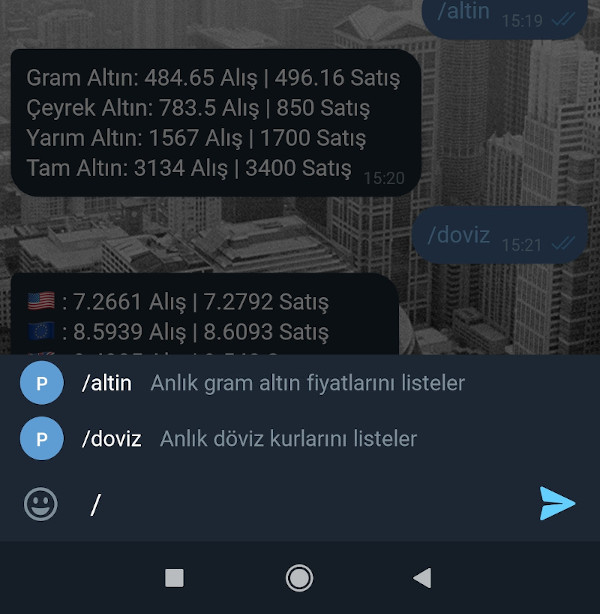 /altin 15:19
Gram Altın: 484.65 Alış | 496.16 Satış
Çeyrek Altın: 783.5 Alış | 850 Satış
Yarım Altın: 1567 Alış | 1700 Satış
Tam Altın: 3134 Alış | 3400 Satış 15:20
/doviz 15:21
: 7.2661 Alış | 7.2792 Satış
: 8.5939 Alış | 8.6093 Satış
P /altin Anlık gram altın fiyatlarını listeler
P /doviz Anlık döviz kurlarını listeler
/